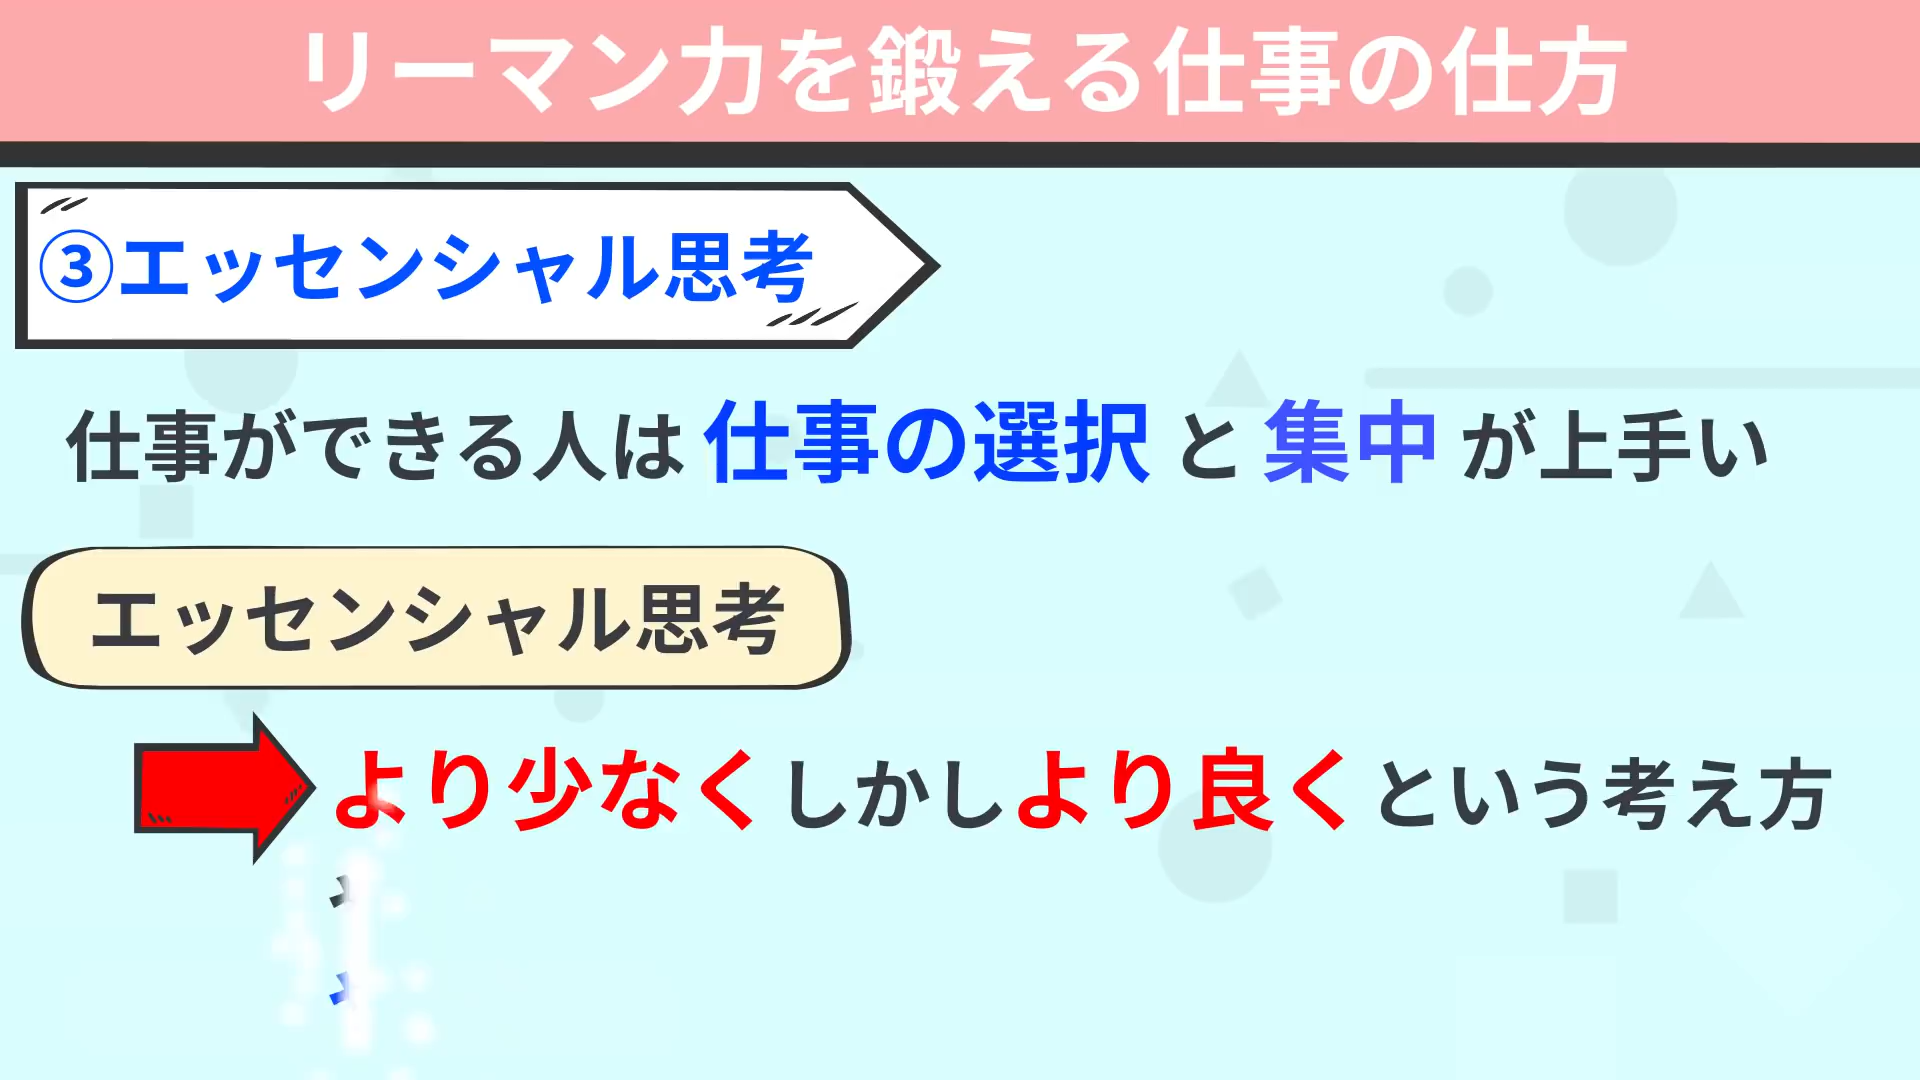 リーマン力を鍛える仕事の仕方
③エッセンシャル思考
仕事ができる人は 仕事の選択 と 集中 が上手い
エッセンシャル思考
より少なくしかしより良くという考え方